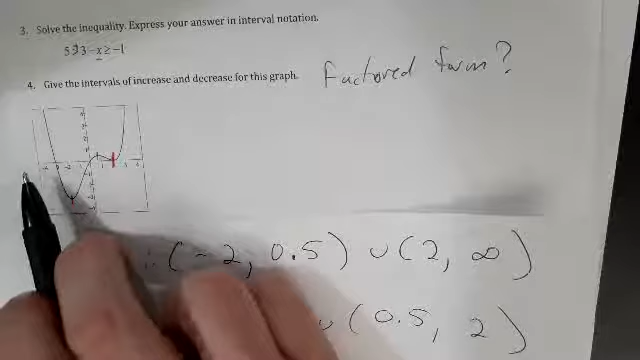 3. Solve the inequality. Express your answer in interval notation.
4. Give the intervals of increase and decrease for this graph.
Factored form?
: (-2, 0.5) ∪ (2, ∞)
∪ (0.5, 2)